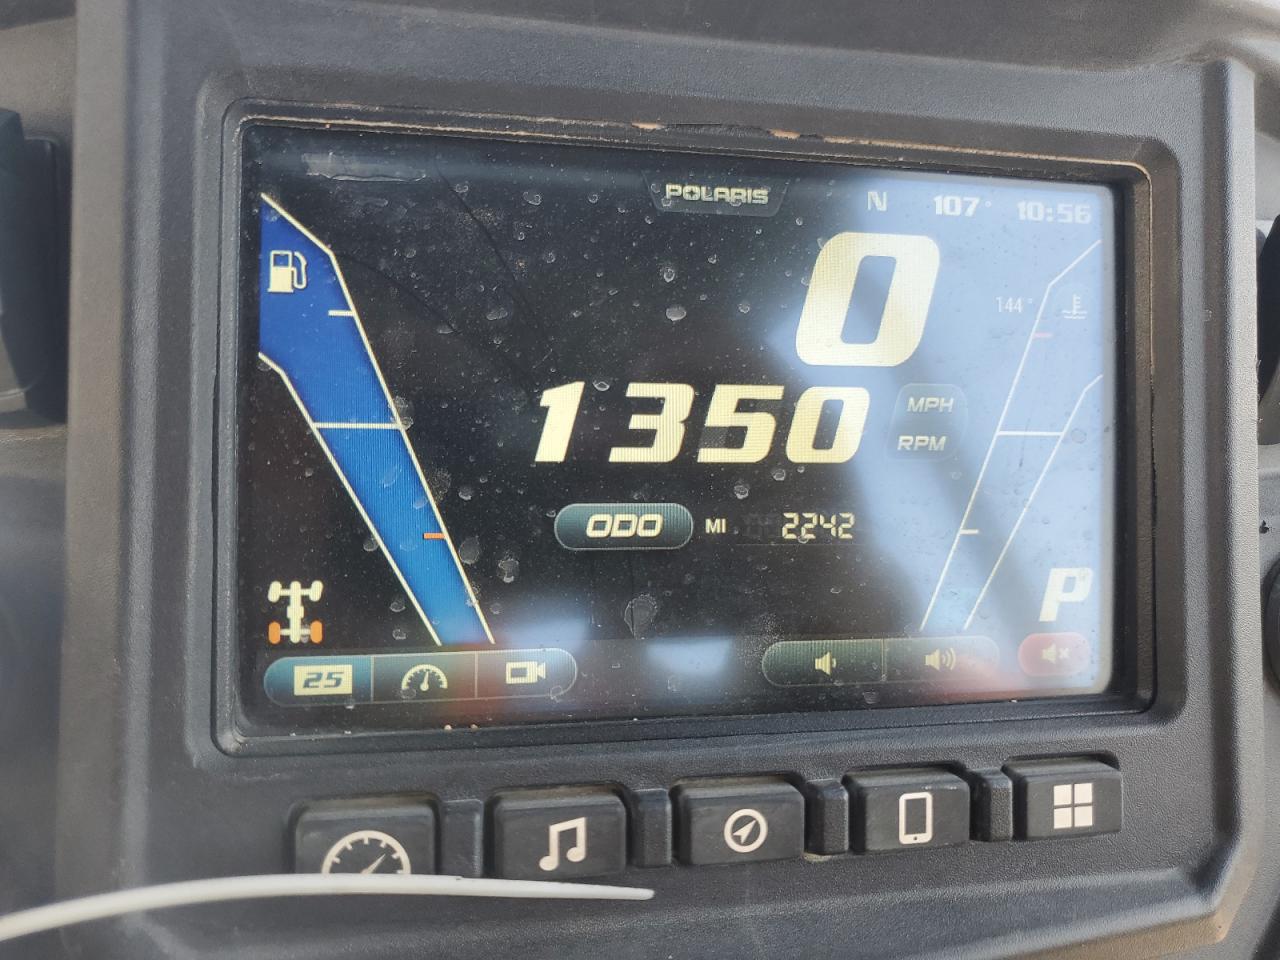 POLARIS
N 107° 10:56
0
144°
1350
MPH
RPM
ODO MI 2242
P
25